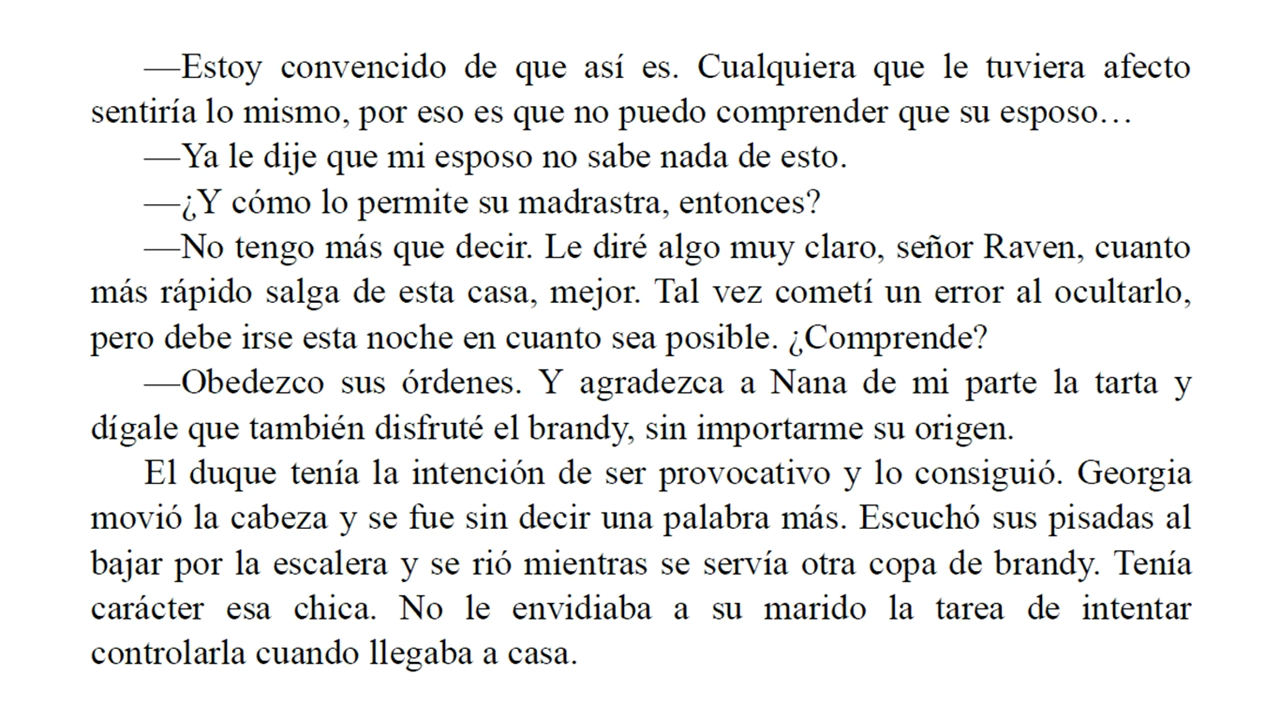 —Estoy convencido de que así es. Cualquiera que le tuviera afecto
sentiría lo mismo, por eso es que no puedo comprender que su esposo…
—Ya le dije que mi esposo no sabe nada de esto.
—¿Y cómo lo permite su madrastra, entonces?
—No tengo más que decir. Le diré algo muy claro, señor Raven, cuanto
más rápido salga de esta casa, mejor. Tal vez cometí un error al ocultarlo,
pero debe irse esta noche en cuanto sea posible. ¿Comprende?
—Obedezco sus órdenes. Y agradezca a Nana de mi parte la tarta y
dígale que también disfruté el brandy, sin importarme su origen.
El duque tenía la intención de ser provocativo y lo consiguió. Georgia
movió la cabeza y se fue sin decir una palabra más. Escuchó sus pisadas al
bajar por la escalera y se rió mientras se servía otra copa de brandy. Tenía
carácter esa chica. No le envidiaba a su marido la tarea de intentar
controlarla cuando llegaba a casa.